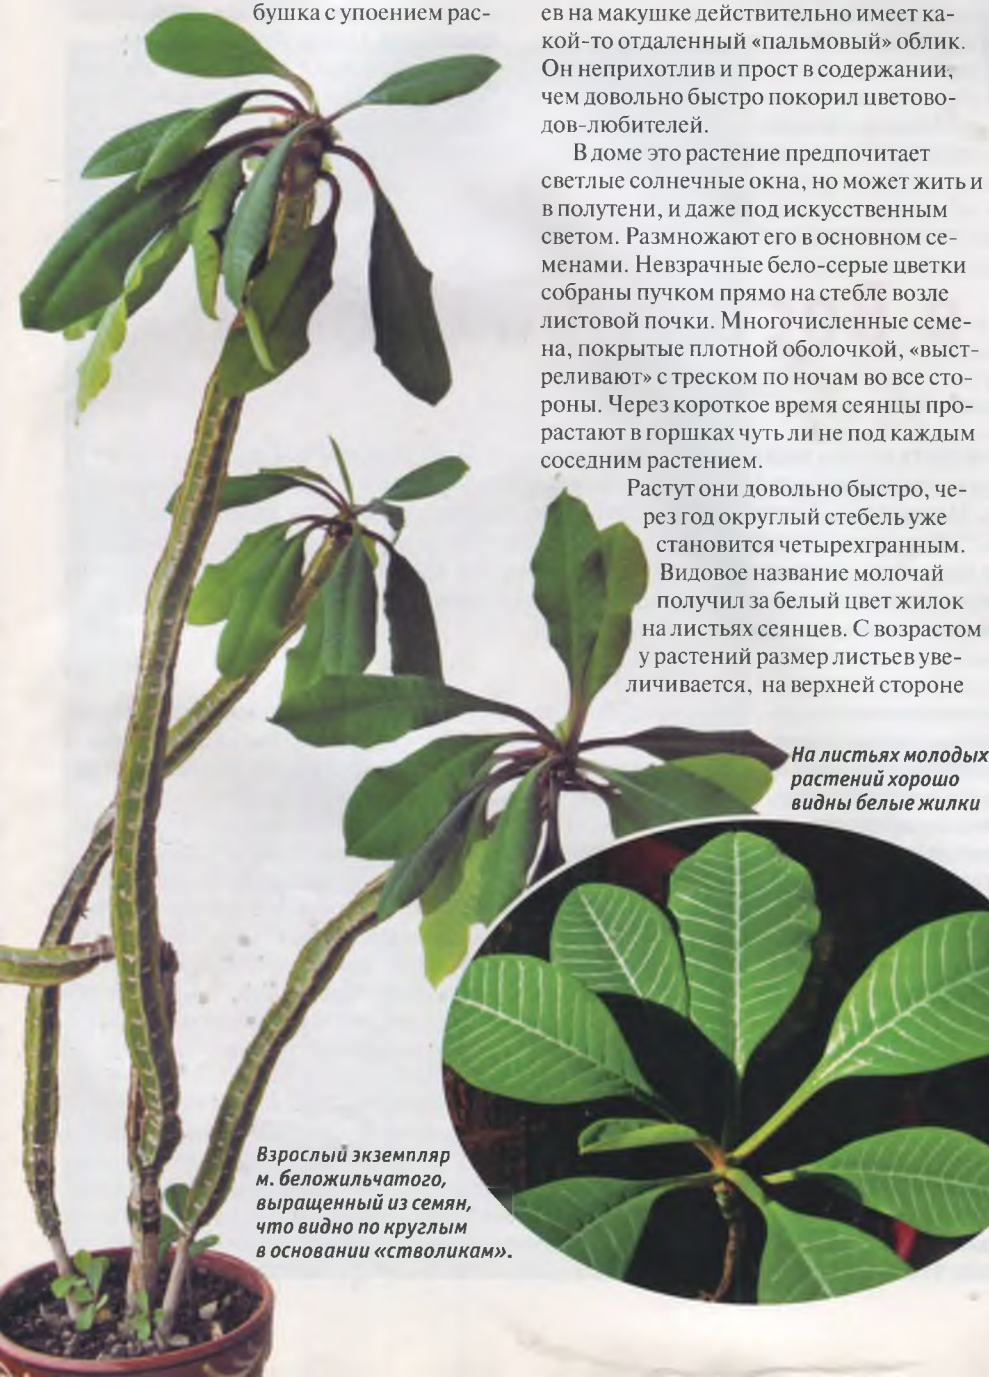 бушка с упоением рас-
ев на макушке действительно имеет ка-
кой-то отдаленный «пальмовый» облик.
Он неприхотлив и прост в содержании,
чем довольно быстро покорил цветово-
дов-любителей.
В доме это растение предпочитает
светлые солнечные окна, но может жить и
в полутени, и даже под искусственным
светом. Размножают его в основном се-
менами. Невзрачные бело-серые цветки
собраны пучком прямо на стебле возле
листовой почки. Многочисленные семе-
на, покрытые плотной оболочкой, «выст-
реливают» с треском по ночам во все сто-
роны. Через короткое время сеянцы про-
растают в горшках чуть ли не под каждым
соседним растением.
Растут они довольно быстро, че-
рез год округлый стебель уже
становится четырехгранным.
Видовое название молочай
получил за белый цвет жилок
на листьях сеянцев. С возрастом
у растений размер листьев уве-
личивается, на верхней стороне
На листьях молодых
растений хорошо
видны белые жилки
Взрослый экземпляр
м. беложильчатого,
выращенный из семян,
что видно по круглым
в основании «стволикам».